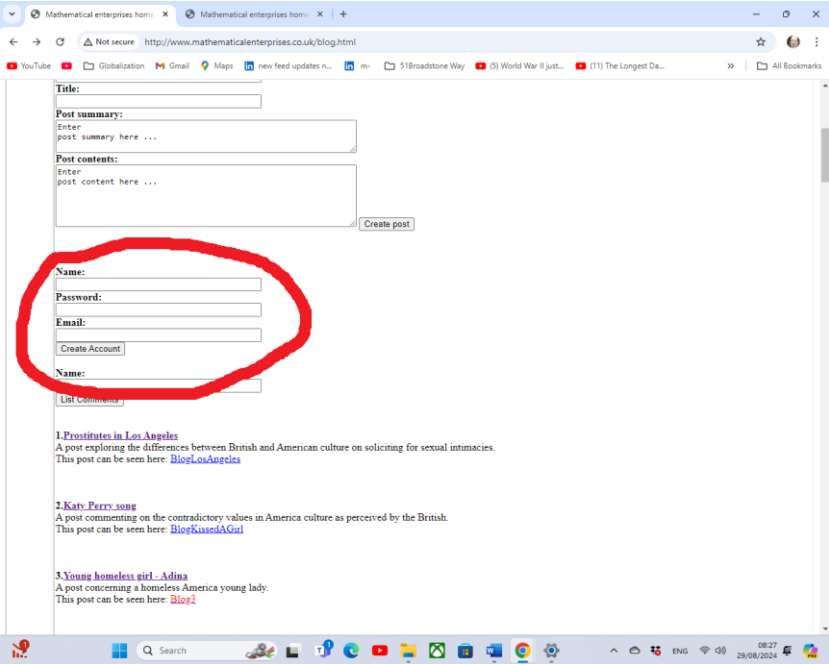 Mathematical enterprises home
Mathematical enterprises home
Not secure http://www.mathematicalenterprises.co.uk/blog.html
YouTube Globalization Gmail Maps new feed updates n... m- 51Broadstone Way (5) World War II just... (11) The Longest Da... » All Bookmarks
Title:
Post summary:
Enter
post summary here ...
Post contents:
Enter
post content here ...
Create post
Name:
Password:
Email:
Create Account
Name:
List Comments
1.Prostitutes in Los Angeles
A post exploring the differences between British and American culture on soliciting for sexual intimacies.
This post can be seen here: BlogLosAngeles
2.Katy Perry song
A post commenting on the contradictory values in America culture as perceived by the British.
This post can be seen here: BlogKissedAGirl
3.Young homeless girl - Adina
A post concerning a homeless America young lady.
This post can be seen here: Blog3
Search
ENG
08:27
29/08/2024